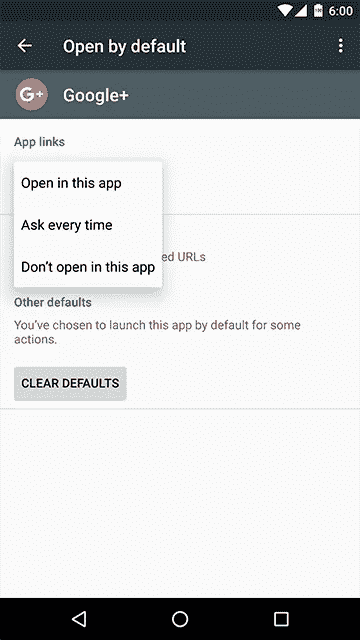 6:00
Open by default
G+ Google+
App links
Open in this app
Ask every time
Don't open in this app
ed URLs
Other defaults
You've chosen to launch this app by default for some
actions.
CLEAR DEFAULTS